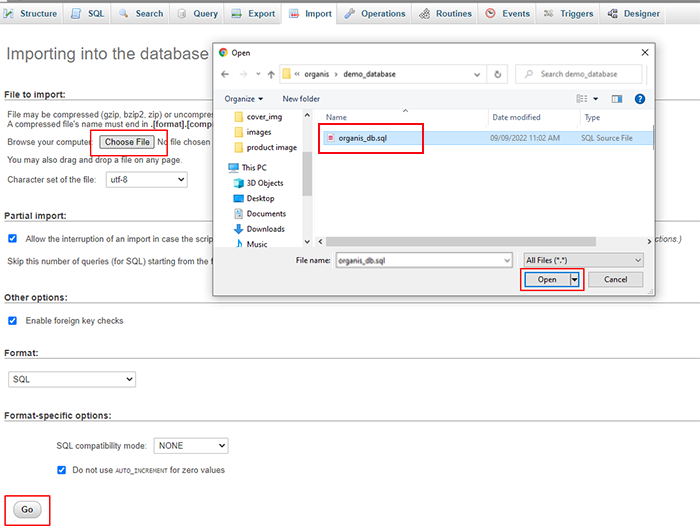 Structure SQL Search Query Export Import Operations Routines Events Triggers Designer
Importing into the database
File to import:
File may be compressed (gzip, bzip2, zip) or uncompres
A compressed file's name must end in .[format].[compre
Browse your computer: Choose File No file chosen
You may also drag and drop a file on any page.
Character set of the file: utf-8
Partial import:
Allow the interruption of an import in case the scrip
ctions.)
Skip this number of queries (for SQL) starting from the f
Other options:
Enable foreign key checks
Format:
SQL
Format-specific options:
SQL compatibility mode: NONE
Do not use AUTO_INCREMENT for zero values
Go
Open
organis demo_database
Search demo_database
Organize New folder
cover_img
images
product image
This PC
3D Objects
Desktop
Documents
Downloads
Music
Name Date modified Type
organis_db.sql 09/09/2022 11:02 AM SQL Source File
File name: organis_db.sql All Files (*.*)
Open Cancel